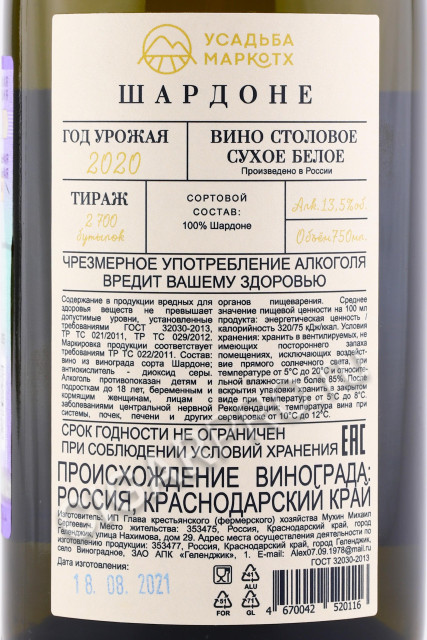 УСАДЬБА
МАРКОТХ
ШАРДОНЕ
ГОД УРОЖАЯ
2020
ВИНО СТОЛОВОЕ
СУХОЕ БЕЛОЕ
Произведено в России
ТИРАЖ
2 700
бутылок
СОРТОВОЙ
СОСТАВ:
100% Шардоне
Алк. 13,5% об.
Объём 750 мл.
ЧРЕЗМЕРНОЕ УПОТРЕБЛЕНИЕ АЛКОГОЛЯ
ВРЕДИТ ВАШЕМУ ЗДОРОВЬЮ
Содержание в продукции вредных для
здоровья веществ не превышает
допустимые уровни, установленные
требованиями ГОСТ 32030-2013,
ТР ТС 021/2011, ТР ТС 029/2012.
Маркировка продукции соответствует
требованиям ТР ТС 022/2011. Состав:
вино из винограда сорта Шардоне;
антиокислитель - диоксид серы.
Алкоголь противопоказан детям и
подросткам до 18 лет, беременным и
кормящим женщинам, лицам с
заболеваниями центральной нервной
системы, почек, печени и других
органов пищеварения. Среднее
значение пищевой ценности на 100 мл
продукта: энергетическая ценность /
калорийность 320/75 кДж/ккал. Условия
хранения: хранить в вентилируемых, не
имеющих постороннего запаха
помещениях, исключающих воздейст-
вие прямого солнечного света, при
температуре от 5°С до 20°С и относитель-
ной влажности не более 85%. После
вскрытия упаковки хранить в закрытом
виде при температуре от 5°С до 8°С.
Рекомендуемая температура вина при
сервировке от 10°С до 12°С.
СРОК ГОДНОСТИ НЕ ОГРАНИЧЕН
ПРИ СОБЛЮДЕНИИ УСЛОВИЙ ХРАНЕНИЯ
EAC
ПРОИСХОЖДЕНИЕ ВИНОГРАДА:
РОССИЯ, КРАСНОДАРСКИЙ КРАЙ
Изготовитель: ИП Глава крестьянского (фермерского) хозяйства Мухин Михаил
Сергеевич; Место жительства: 353475, Россия, Краснодарский край, город
Геленджик, улица Нахимова, дом 29. Адрес места осуществления деятельности по
производству продукции: 353477, Россия, Краснодарский край, город Геленджик,
село Виноградное, ЗАО АПК «Геленджик», 1. E-mail: Alex07.09.1978@mail.ru
ГОСТ 32030-2013
Дата изготовления:
18. 08. 2021
41
ALU
51
FOR
71
GL
4 670042 520116